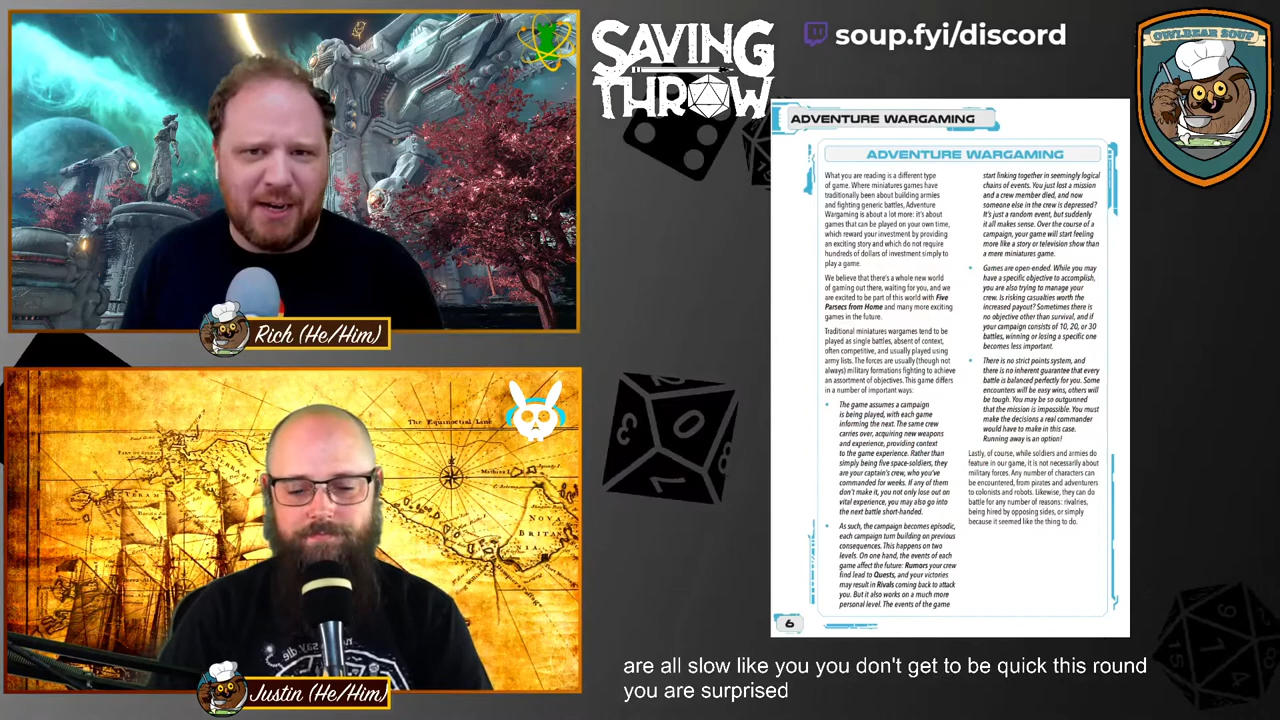 SAVING
THROW
soup.fyi/discord
OWLBEAR SOUP
Rich (He/Him)
The Equinoctial Line
Justin (He/Him)
ADVENTURE WARGAMING
ADVENTURE WARGAMING
What you are reading is a different type
of game. Where miniatures games have
traditionally been about building armies
and fighting generic battles, Adventure
Wargaming is about a lot more: it's about
games that can be played on your own time,
which reward your investment by providing
an exciting story and which do not require
hundreds of dollars of investment simply to
play a game.
We believe that there's a whole new world
of gaming out there, waiting for you, and we
are excited to be part of this world with Five
Parsecs from Home and many more exciting
games in the future.
Traditional miniatures wargames tend to be
played as single battles, absent of context,
often competitive, and usually played using
army lists. The forces are usually (though not
always) military formations fighting to achieve
an assortment of objectives. This game differs
in a number of important ways:
• The game assumes a campaign
is being played, with each game
informing the next. The same crew
carries over, acquiring new weapons
and experience, providing context
to the game experience. Rather than
simply being five space-soldiers, they
are your captain's crew, who you've
commanded for weeks. If any of them
don't make it, you not only lose out on
vital experience, you may also go into
the next battle short-handed.
• As such, the campaign becomes episodic,
each campaign turn building on previous
consequences. This happens on two
levels. On one hand, the events of each
game affect the future: Rumors your crew
find lead to Quests, and your victories
may result in Rivals coming back to attack
you. But it also works on a much more
personal level. The events of the game
start linking together in seemingly logical
chains of events. You just lost a mission
and a crew member died, and now
someone else in the crew is depressed?
It's just a random event, but suddenly
it all makes sense. Over the course of a
campaign, your game will start feeling
more like a story or television show than
a mere miniatures game.
• Games are open-ended. While you may
have a specific objective to accomplish,
you are also trying to manage your
crew. Is risking casualties worth the
increased payout? Sometimes there is
no objective other than survival, and if
your campaign consists of 10, 20, or 30
battles, winning or losing a specific one
becomes less important.
• There is no strict points system, and
there is no inherent guarantee that every
battle is balanced perfectly for you. Some
encounters will be easy wins, others will
be tough. You may be so outgunned
that the mission is impossible. You must
make the decisions a real commander
would have to make in this case.
Running away is an option!
Lastly, of course, while soldiers and armies do
feature in our game, it is not necessarily about
military forces. Any number of characters can
be encountered, from pirates and adventurers
to colonists and robots. Likewise, they can do
battle for any number of reasons: rivalries,
being hired by opposing sides, or simply
because it seemed like the thing to do.
6
are all slow like you you don't get to be quick this round
you are surprised